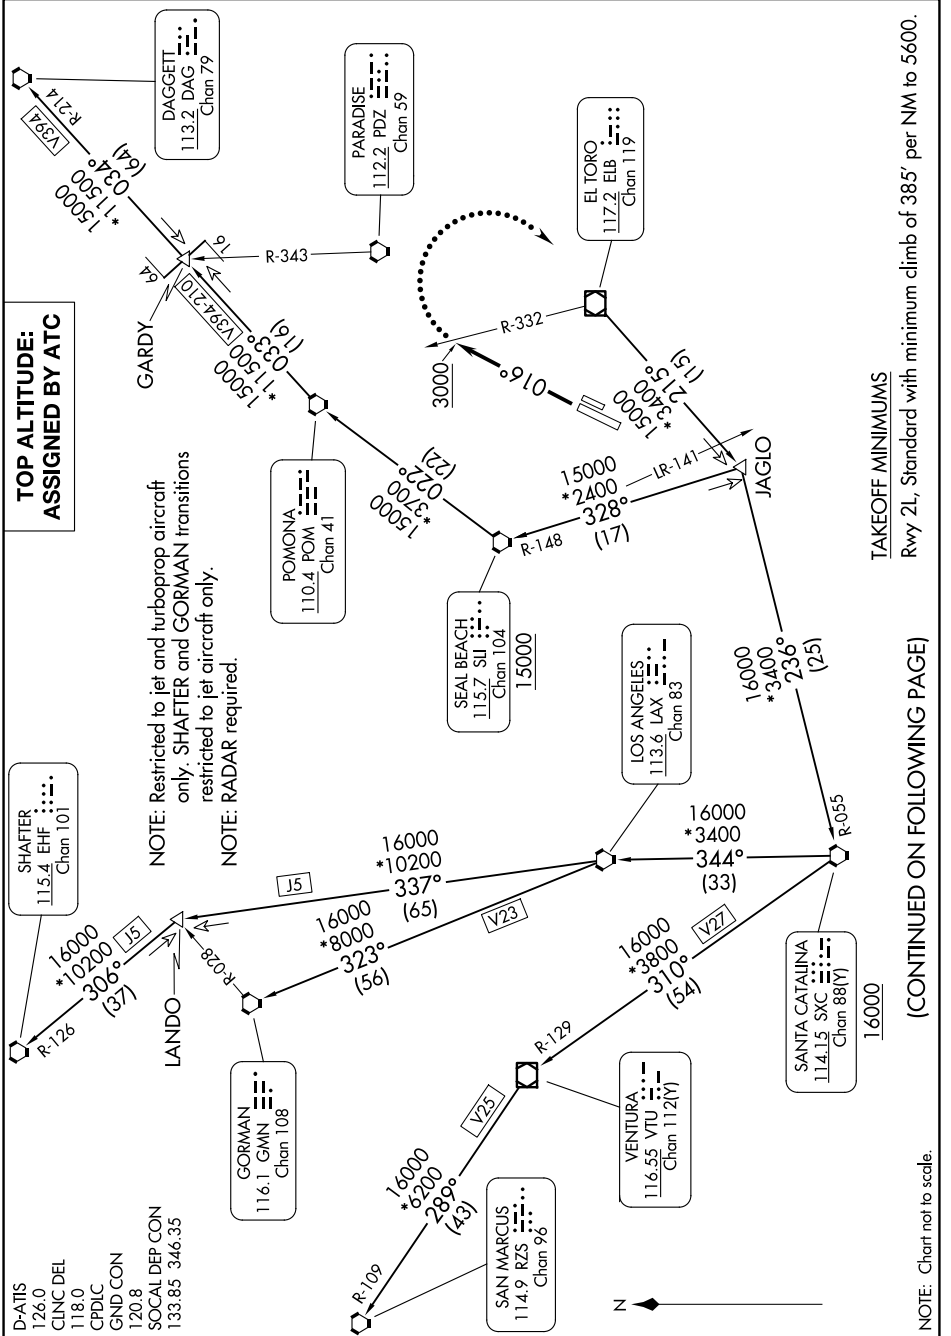 TOP ALTITUDE:
ASSIGNED BY ATC
D-ATIS
126.0
CLNC DEL
118.0
CPDLC
GND CON
120.8
SOCAL DEP CON
133.85 346.35
SHAFTER
115.4 EHF
Chan 101
NOTE: Restricted to jet and turboprop aircraft
only. SHAFTER and GORMAN transitions
restricted to jet aircraft only.
NOTE: RADAR required.
DAGGETT
113.2 DAG
Chan 79
R-214
V394
15000
*11500
034°
(64)
64
16
GARDY
R-343
PARADISE
112.2 PDZ
Chan 59
V394-210
15000
*11500
033°
(16)
POMONA
110.4 POM
Chan 41
15000
*3700
022°
(22)
3000
R-332
016°
EL TORO
117.2 ELB
Chan 119
15000
*3400
215°
(15)
SEAL BEACH
115.7 SLI
Chan 104
15000
R-148
15000
*2400
328°
(17)
LR-141
JAGLO
R-126
16000
*10200
306°
(37)
J5
LANDO
R-028
16000
*10200
337°
(65)
J5
GORMAN
116.1 GMN
Chan 108
16000
*8000
323°
(56)
V23
LOS ANGELES
113.6 LAX
Chan 83
16000
*3400
344°
(33)
16000
*3400
236°
(25)
R-055
16000
*3800
310°
(54)
V27
R-129
SANTA CATALINA
114.15 SXC
Chan 88(Y)
16000
VENTURA
116.55 VTU
Chan 112(Y)
V25
16000
*6200
289°
(43)
R-109
SAN MARCUS
114.9 RZS
Chan 96
N
TAKEOFF MINIMUMS
Rwy 2L, Standard with minimum climb of 385' per NM to 5600.
(CONTINUED ON FOLLOWING PAGE)
NOTE: Chart not to scale.